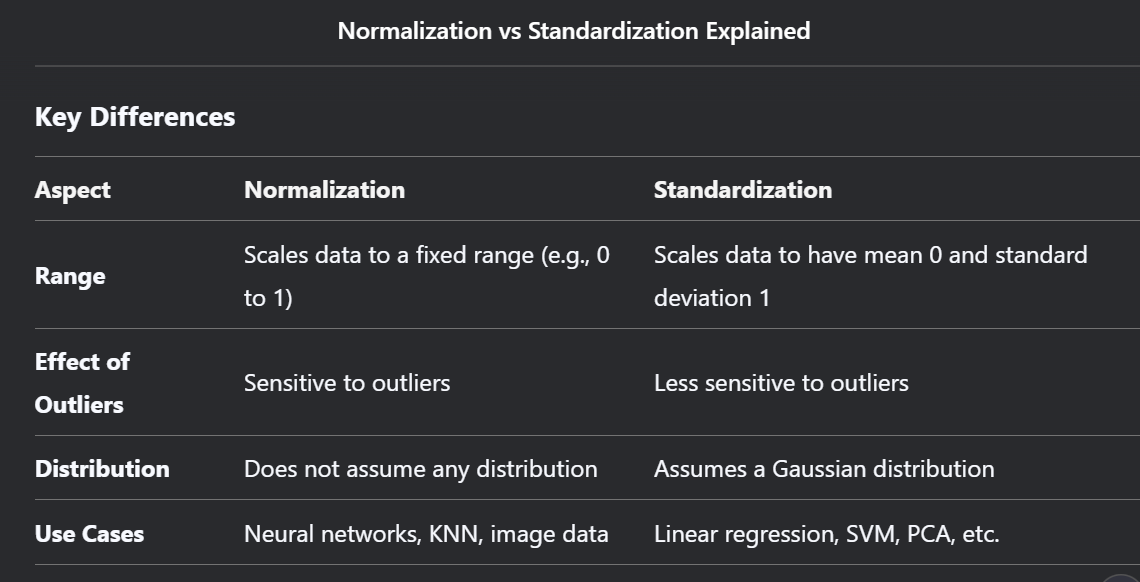 Normalization vs Standardization Explained
Key Differences
Aspect Normalization Standardization
Range Scales data to a fixed range (e.g., 0 to 1) Scales data to have mean 0 and standard deviation 1
Effect of Outliers Sensitive to outliers Less sensitive to outliers
Distribution Does not assume any distribution Assumes a Gaussian distribution
Use Cases Neural networks, KNN, image data Linear regression, SVM, PCA, etc.